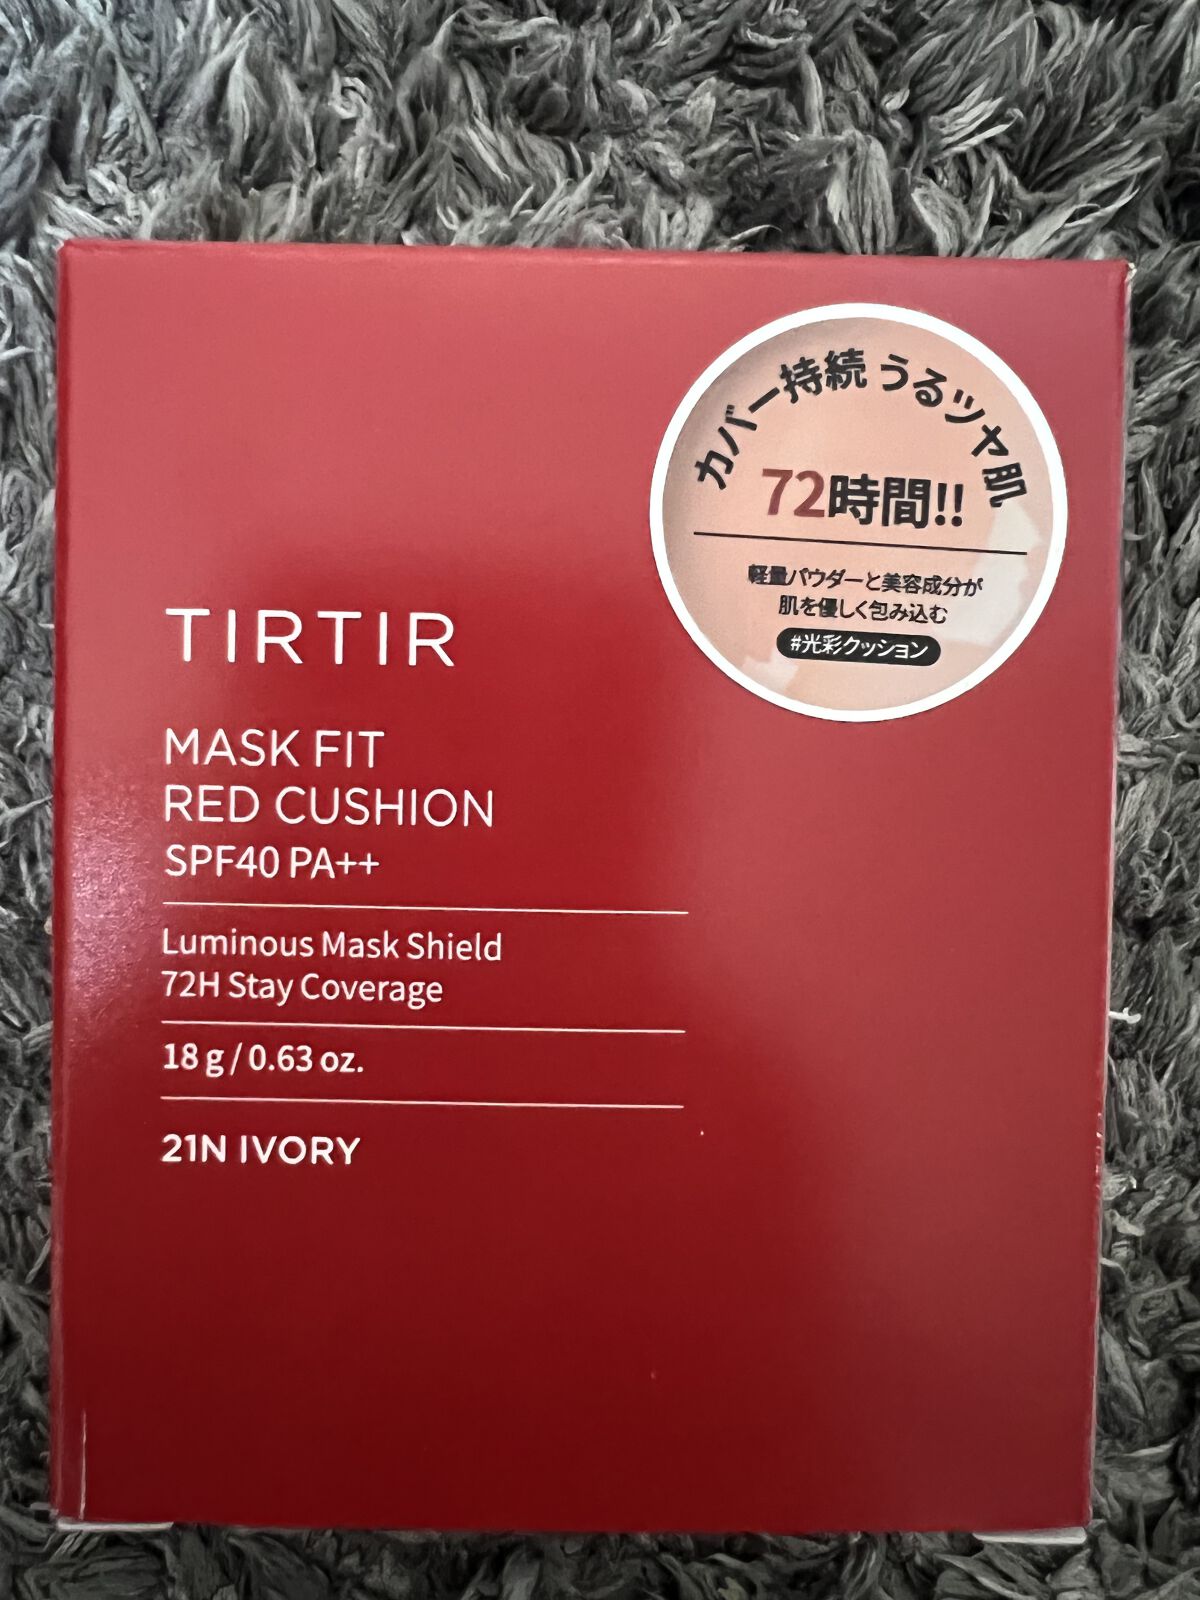 カバー持続 うるツヤ肌
72時間!!
軽量パウダーと美容成分が
肌を優しく包み込む
#光彩クッション
TIRTIR
MASK FIT
RED CUSHION
SPF40 PA++
Luminous Mask Shield
72H Stay Coverage
18 g / 0.63 oz.
21N IVORY